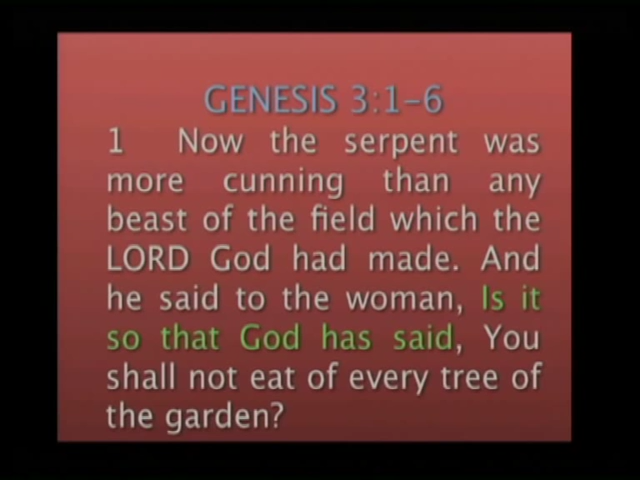 GENESIS 3:1-6
1 Now the serpent was
more cunning than any
beast of the field which the
LORD God had made. And
he said to the woman, Is it
so that God has said, You
shall not eat of every tree of
the garden?